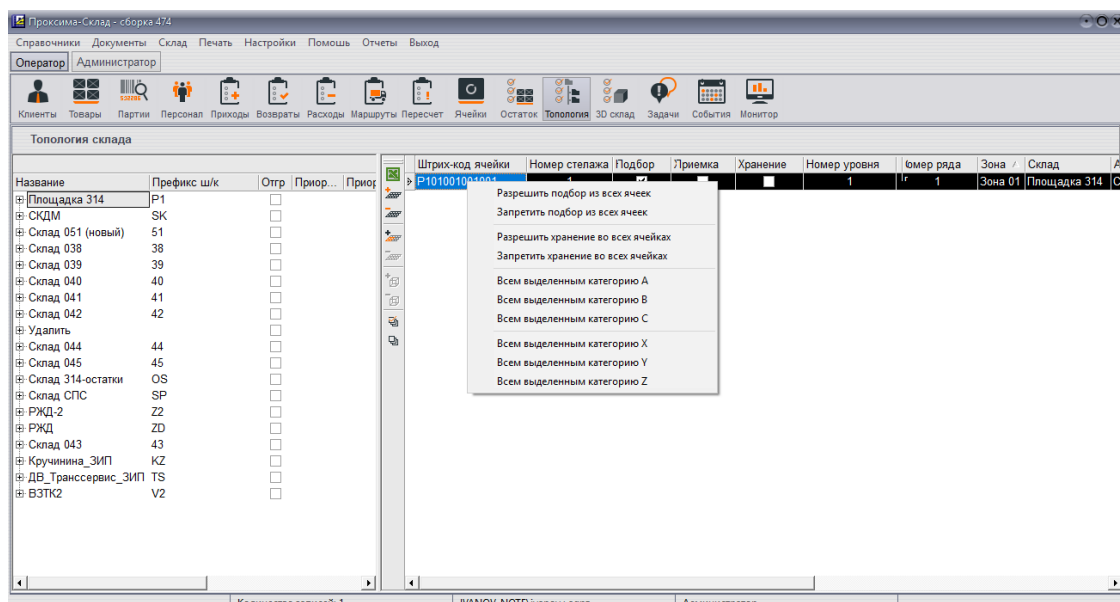 Проксима-Склад - сборка 474
Справочники Документы Склад Печать Настройки Помошь Отчеты Выход
Оператор Администратор
Клиенты Товары Партии Персонал Приходы Возвраты Расходы Маршруты Пересчет Ячейки Остаток Топология 3D склад Задачи События Монитор
Топология склада
Название Префикс ш/к Отгр Приор... Приор
Штрих-код ячейки Номер стелажа Подбор Приемка Хранение Номер уровня Номер ряда Зона Склад А
P101001001001 1 1 1 Зона 01 Площадка 314 C
Площадка 314 P1
СКДМ SK
Склад 051 (новый) 51
Склад 038 38
Склад 039 39
Склад 040 40
Склад 041 41
Склад 042 42
Удалить
Склад 044 44
Склад 045 45
Склад 314-остатки OS
Склад СПС SP
РЖД-2 Z2
РЖД ZD
Склад 043 43
Кручинина_ЗИП KZ
ДВ_Транссервис_ЗИП TS
ВЗТК2 V2
Разрешить подбор из всех ячеек
Запретить подбор из всех ячеек
Разрешить хранение во всех ячейках
Запретить хранение во всех ячейках
Всем выделенным категорию A
Всем выделенным категорию B
Всем выделенным категорию C
Всем выделенным категорию X
Всем выделенным категорию Y
Всем выделенным категорию Z